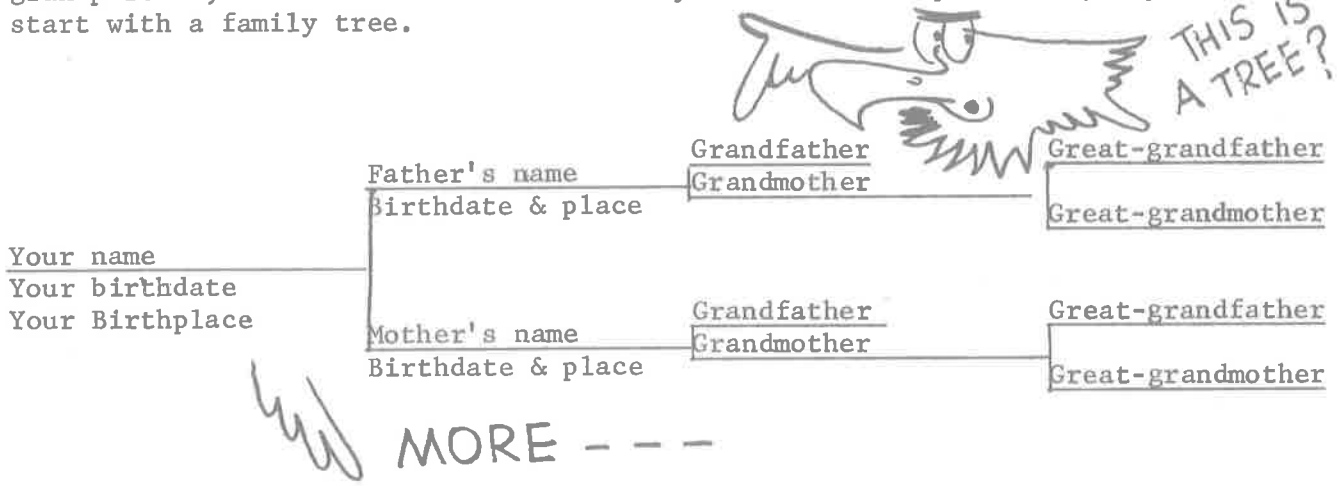 start with a family tree.
THIS IS
A TREE?
Grandfather
Great-grandfather
Father's name
Grandmother
Birthdate & place
Great-grandmother
Your name
Your birthdate
Your Birthplace
Grandfather
Great-grandfather
Mother's name
Grandmother
Birthdate & place
Great-grandmother
MORE - - -